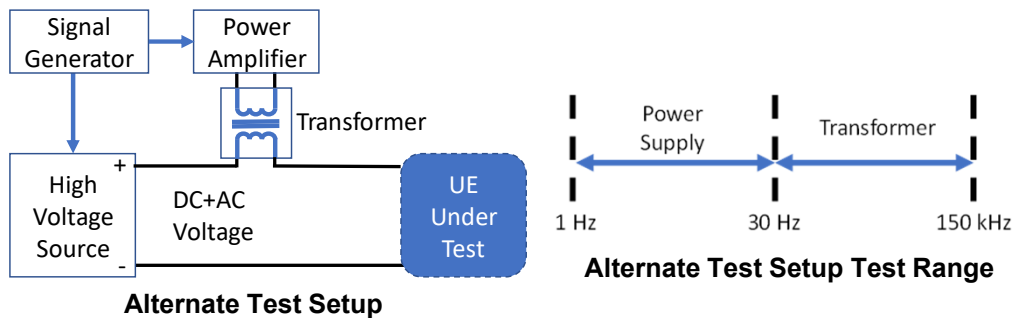 Signal
Generator
Power
Amplifier
Transformer
+
High
Voltage
Source
-
DC+AC
Voltage
UE
Under
Test
Alternate Test Setup
Power
Supply
Transformer
1 Hz
30 Hz
150 kHz
Alternate Test Setup Test Range